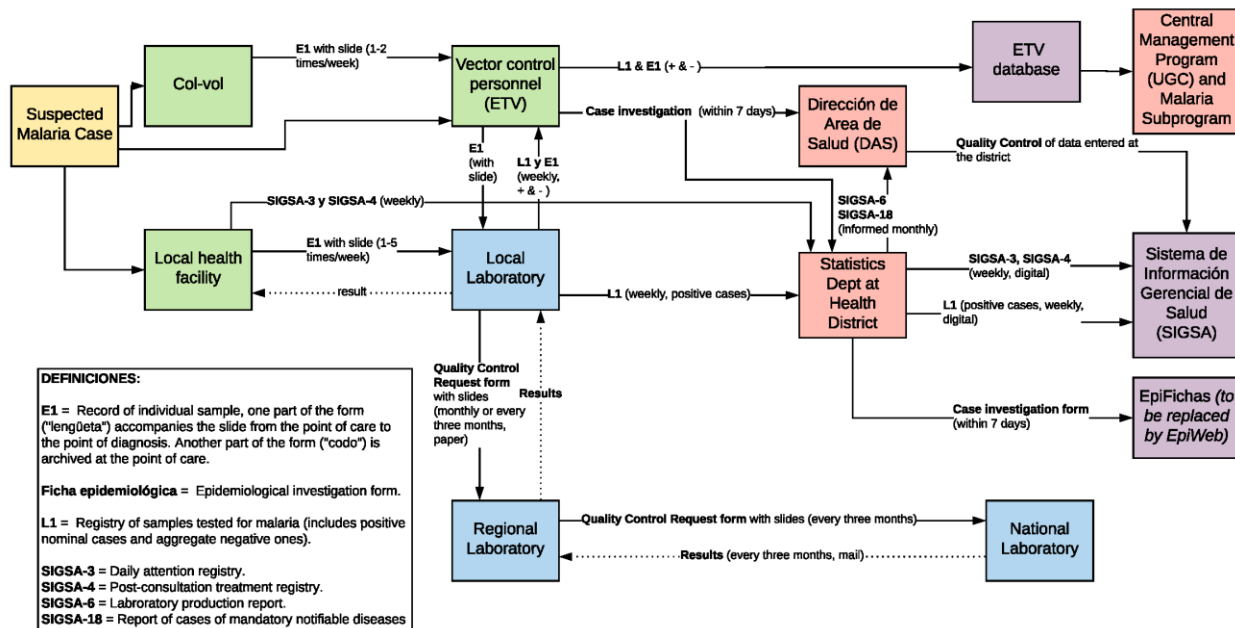 Suspected
Malaria Case
Col-vol
E1 with slide (1-2
times/week)
Vector control
personnel
(ETV)
L1 & E1 (+ & - )
ETV
database
Central
Management
Program
(UGC) and
Malaria
Subprogram
Case investigation (within 7 days)
Dirección de
Area de
Salud (DAS)
Quality Control of data entered at
the district
E1
(with
slide)
L1 y E1
(weekly,
+ & - )
SIGSA-3 y SIGSA-4 (weekly)
SIGSA-6
SIGSA-18
(informed monthly)
Local health
facility
E1 with slide (1-5
times/week)
result
Local
Laboratory
L1 (weekly, positive cases)
Statistics
Dept at
Health
District
SIGSA-3, SIGSA-4
(weekly, digital)
L1 (positive cases, weekly,
digital)
Sistema de
Información
Gerencial de
Salud
(SIGSA)
Quality Control
Request form
with slides
(monthly or every
three months,
paper)
Results
Case investigation form
(within 7 days)
EpiFichas (to
be replaced
by EpiWeb)
Regional
Laboratory
Quality Control Request form with slides (every three months)
Results (every three months, mail)
National
Laboratory
DEFINICIONES:
E1 = Record of individual sample, one part of the form
("lengüeta") accompanies the slide from the point of care to
the point of diagnosis. Another part of the form ("codo") is
archived at the point of care.
Ficha epidemiológica = Epidemiological investigation form.
L1 = Registry of samples tested for malaria (includes positive
nominal cases and aggregate negative ones).
SIGSA-3 = Daily attention registry.
SIGSA-4 = Post-consultation treatment registry.
SIGSA-6 = Labroratory production report.
SIGSA-18 = Report of cases of mandatory notifiable diseases